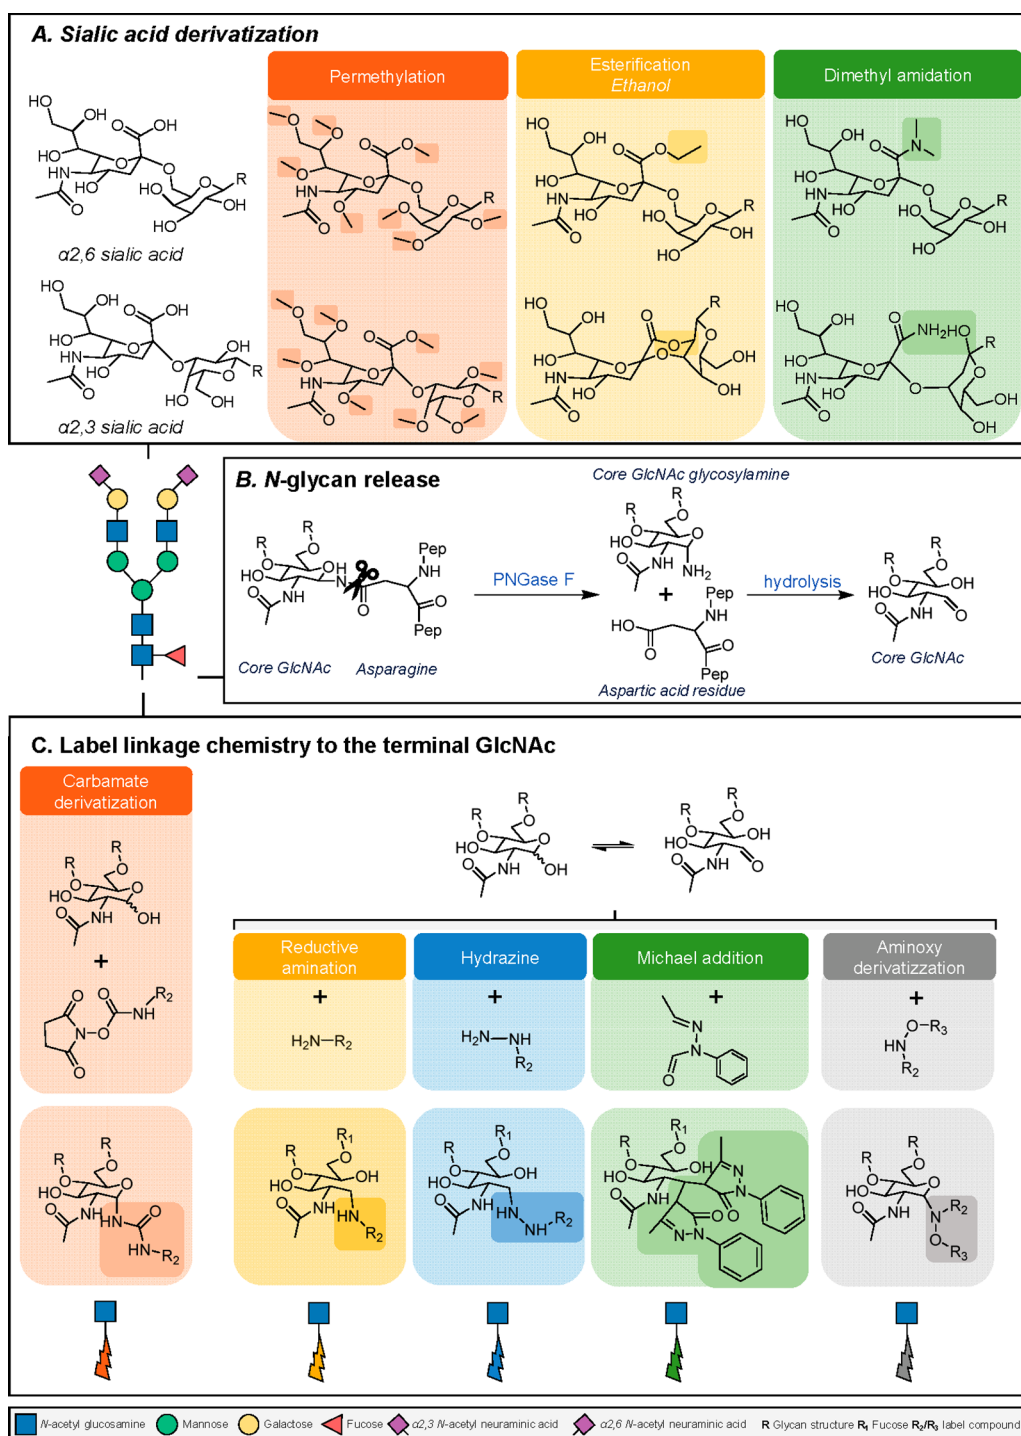 A. Sialic acid derivatization
Permethylation
Esterification
Ethanol
Dimethyl amidation
α2,6 sialic acid
α2,3 sialic acid
B. N-glycan release
Core GlcNAc glycosylamine
PNGase F
hydrolysis
Core GlcNAc
Asparagine
Aspartic acid residue
Core GlcNAc
C. Label linkage chemistry to the terminal GlcNAc
Carbamate
derivatization
Reductive
amination
Hydrazine
Michael addition
Aminoxy
derivatizzation
N-acetyl glucosamine
Mannose
Galactose
Fucose
α2,3 N-acetyl neuraminic acid
α2,6 N-acetyl neuraminic acid
R Glycan structure R₁ Fucose R₂/R₃ label compound